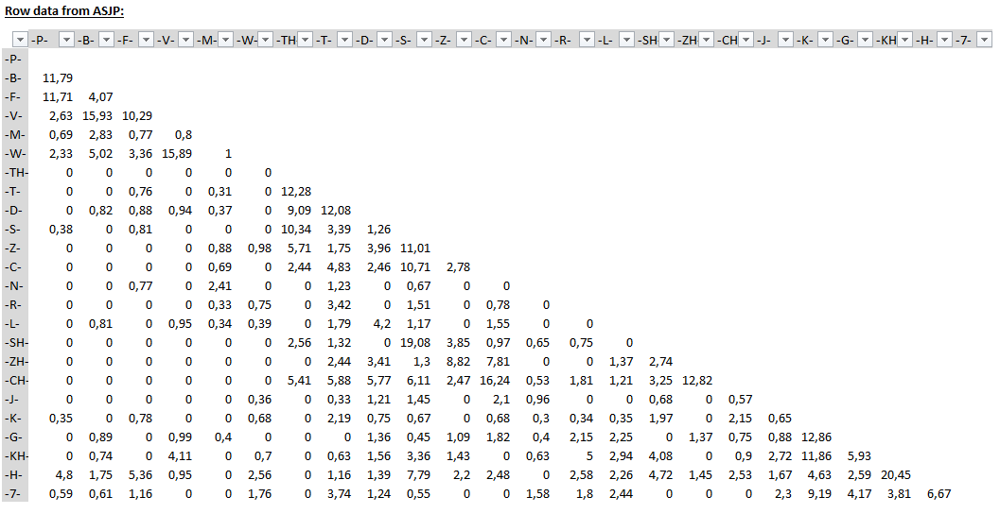 Row data from ASJP:
-P- -B- -F- -V- -M- -W- -TH- -T- -D- -S- -Z- -C- -N- -R- -L- -SH -ZH -CH -J- -K- -G- -KH -H- -7-
-P-
-B- 11,79
-F- 11,71 4,07
-V- 2,63 15,93 10,29
-M- 0,69 2,83 0,77 0,8
-W- 2,33 5,02 3,36 15,89 1
-TH- 0 0 0 0 0 0
-T- 0 0 0,76 0 0,31 0 12,28
-D- 0 0,82 0,88 0,94 0,37 0 9,09 12,08
-S- 0,38 0 0,81 0 0 0 10,34 3,39 1,26
-Z- 0 0 0 0 0,88 0,98 5,71 1,75 3,96 11,01
-C- 0 0 0 0 0,69 0 2,44 4,83 2,46 10,71 2,78
-N- 0 0 0,77 0 2,41 0 0 1,23 0 0,67 0 0
-R- 0 0 0 0 0,33 0,75 0 3,42 0 1,51 0 0,78 0
-L- 0 0,81 0 0,95 0,34 0,39 0 1,79 4,2 1,17 0 1,55 0 0
-SH- 0 0 0 0 0 0 2,56 1,32 0 19,08 3,85 0,97 0,65 0,75 0
-ZH- 0 0 0 0 0 0 0 2,44 3,41 1,3 8,82 7,81 0 0 1,37 2,74
-CH- 0 0 0 0 0 0 5,41 5,88 5,77 6,11 2,47 16,24 0,53 1,81 1,21 3,25 12,82
-J- 0 0 0 0 0 0,36 0 0,33 1,21 1,45 0 2,1 0,96 0 0 0,68 0 0,57
-K- 0,35 0 0,78 0 0 0,68 0 2,19 0,75 0,67 0 0,68 0,3 0,34 0,35 1,97 0 2,15 0,65
-G- 0 0,89 0 0,99 0,4 0 0 0 1,36 0,45 1,09 1,82 0,4 2,15 2,25 0 1,37 0,75 0,88 12,86
-KH- 0 0,74 0 4,11 0 0,7 0 0,63 1,56 3,36 1,43 0 0,63 5 2,94 4,08 0 0,9 2,72 11,86 5,93
-H- 4,8 1,75 5,36 0,95 0 2,56 0 1,16 1,39 7,79 2,2 2,48 0 2,58 2,26 4,72 1,45 2,53 1,67 4,63 2,59 20,45
-7- 0,59 0,61 1,16 0 0 1,76 0 3,74 1,24 0,55 0 0 1,58 1,8 2,44 0 0 0 2,3 9,19 4,17 3,81 6,67